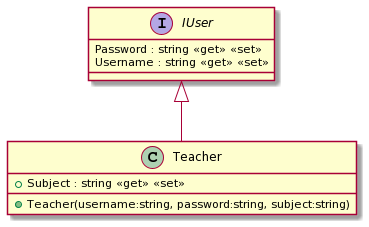 I IUser
Password : string «get» «set»
Username : string «get» «set»
C Teacher
Subject : string «get» «set»
Teacher(username:string, password:string, subject:string)